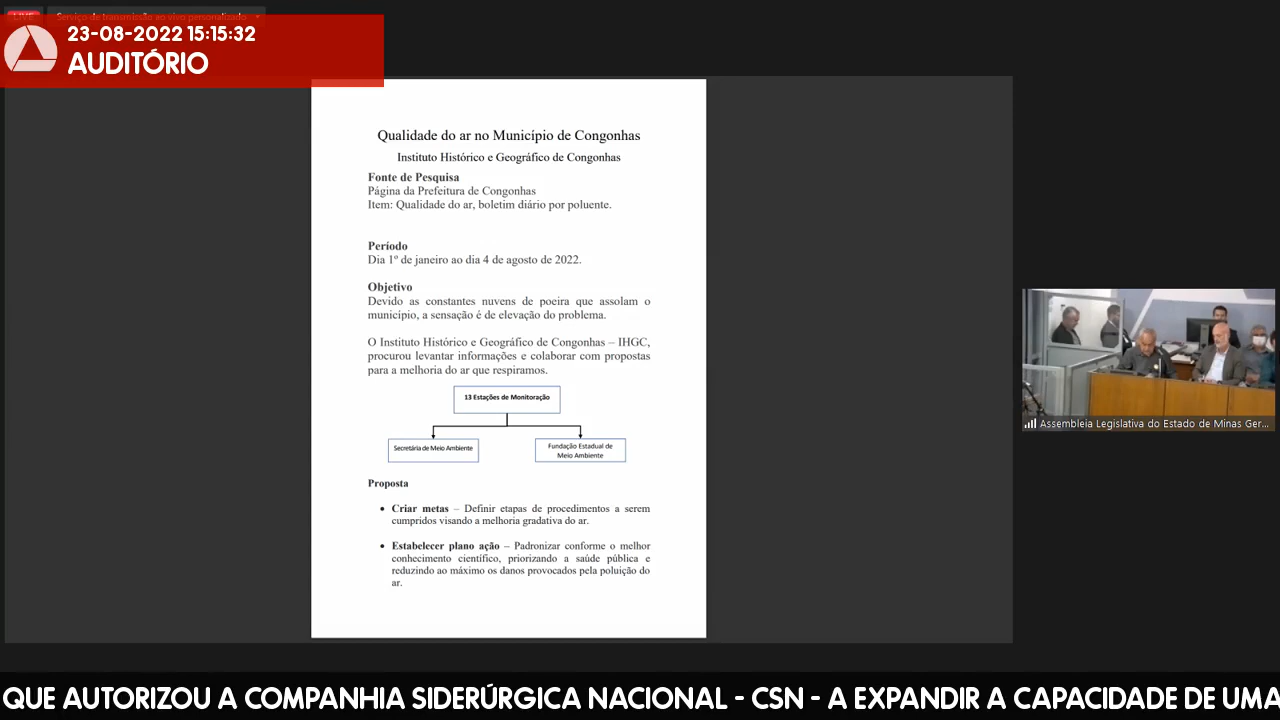 LIVE
Serviço de transmissão ao vivo personalizado
23-08-2022 15:15:32
AUDITÓRIO
Qualidade do ar no Município de Congonhas
Instituto Histórico e Geográfico de Congonhas
Fonte de Pesquisa
Página da Prefeitura de Congonhas
Item: Qualidade do ar, boletim diário por poluente.
Período
Dia 1º de janeiro ao dia 4 de agosto de 2022.
Objetivo
Devido as constantes nuvens de poeira que assolam o
município, a sensação é de elevação do problema.
O Instituto Histórico e Geográfico de Congonhas – IHGC,
procurou levantar informações e colaborar com propostas
para a melhoria do ar que respiramos.
13 Estações de Monitoração
Secretária de Meio Ambiente
Fundação Estadual de
Meio Ambiente
Proposta
• Criar metas – Definir etapas de procedimentos a serem
cumpridos visando a melhoria gradativa do ar.
• Estabelecer plano ação – Padronizar conforme o melhor
conhecimento científico, priorizando a saúde pública e
reduzindo ao máximo os danos provocados pela poluição do
ar.
Assembleia Legislativa do Estado de Minas Ger...
QUE AUTORIZOU A COMPANHIA SIDERÚRGICA NACIONAL - CSN - A EXPANDIR A CAPACIDADE DE UMA